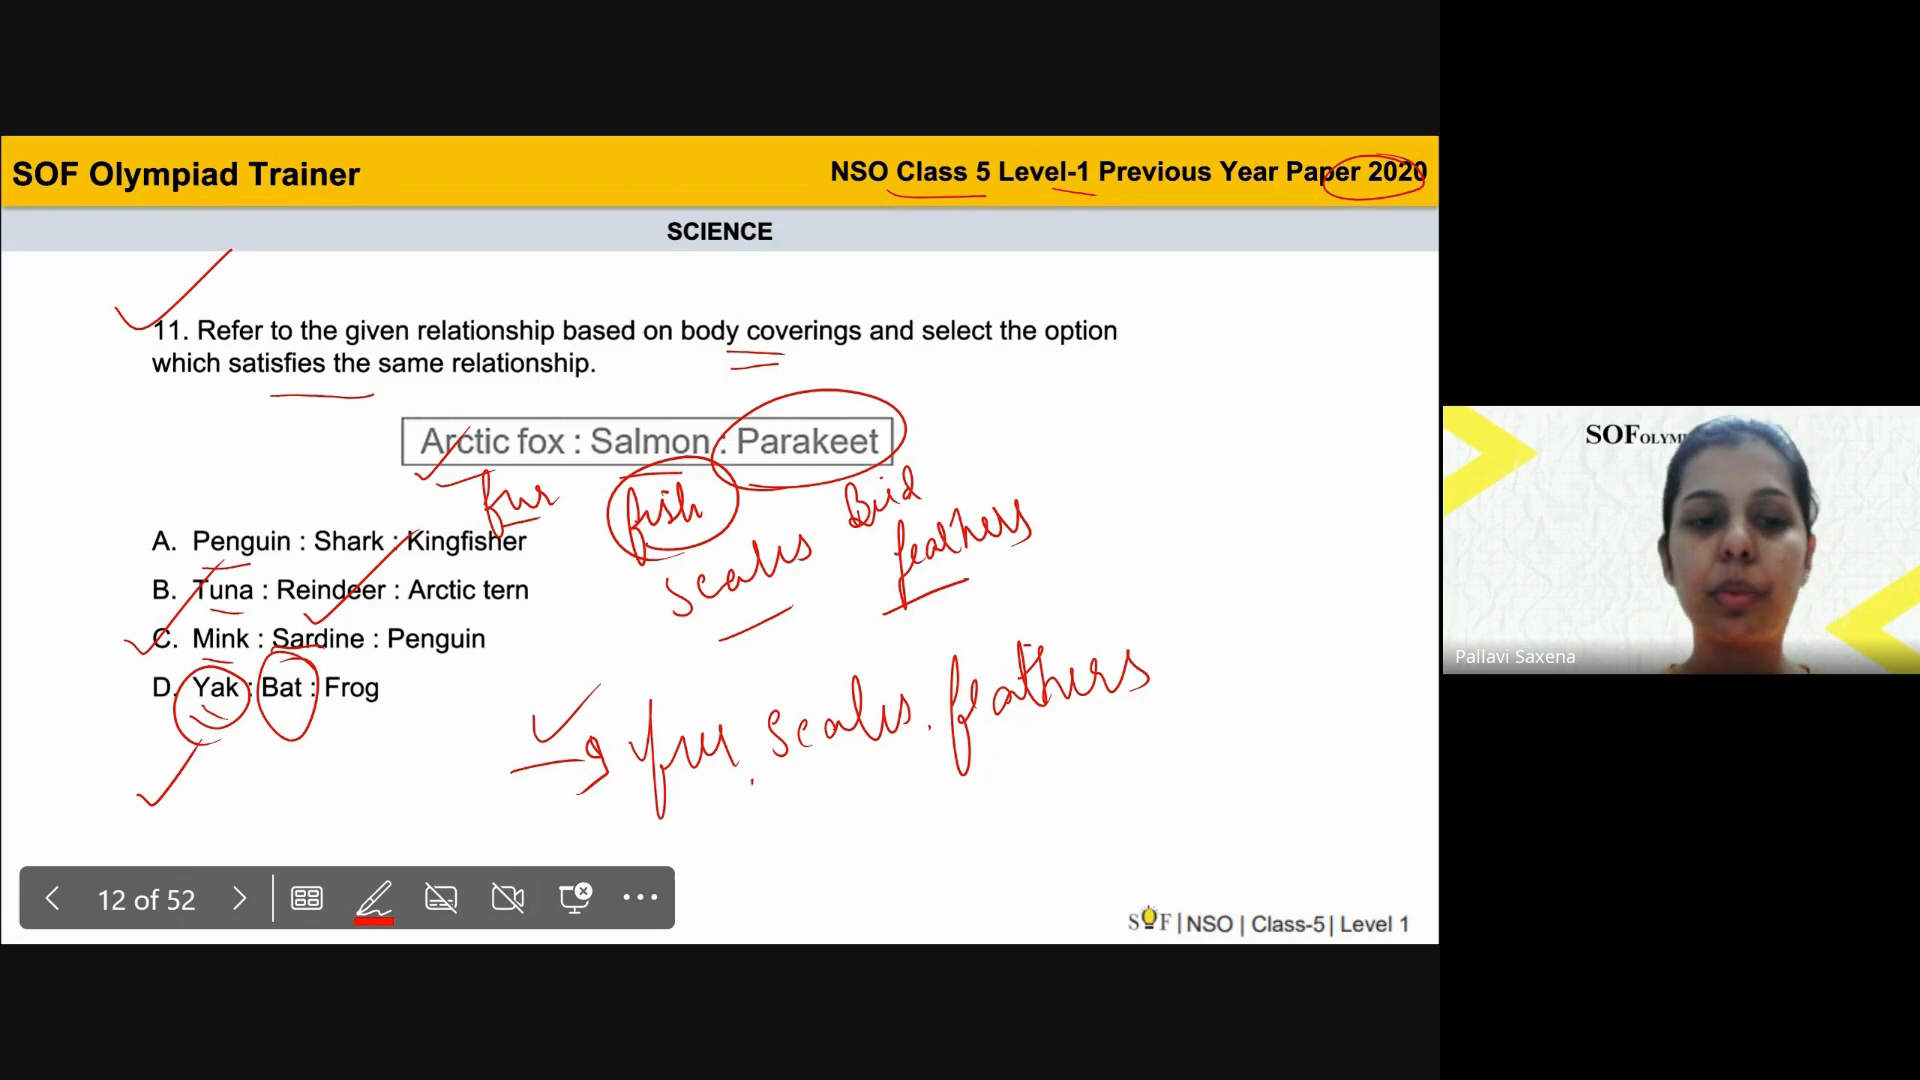 SOF Olympiad Trainer
NSO Class 5 Level-1 Previous Year Paper 2020
SCIENCE
11. Refer to the given relationship based on body coverings and select the option
which satisfies the same relationship.
Arctic fox : Salmon : Parakeet
fur
fish
Bird
scales
feathers
A. Penguin : Shark : Kingfisher
B. Tuna : Reindeer : Arctic tern
C. Mink : Sardine : Penguin
D. Yak : Bat : Frog
fur, scales, feathers
12 of 52
SOF | NSO | Class-5 | Level 1
SOF OLYM
Pallavi Saxena